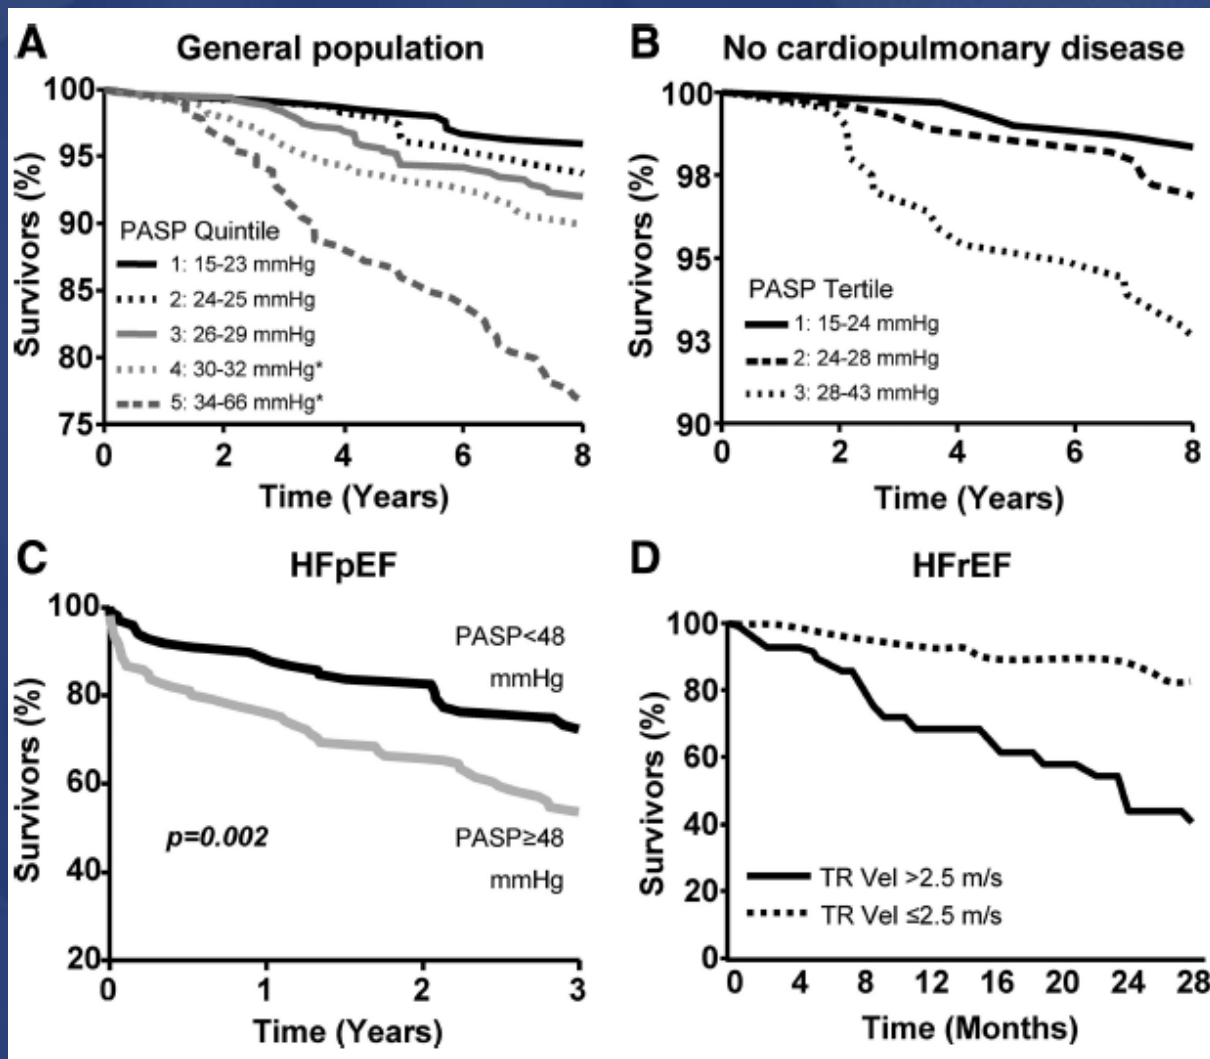 A
General population
100
95
90
85
80
75
Survivors (%)
PASP Quintile
1: 15-23 mmHg
2: 24-25 mmHg
3: 26-29 mmHg
4: 30-32 mmHg*
5: 34-66 mmHg*
0 2 4 6 8
Time (Years)
B
No cardiopulmonary disease
100
98
95
93
90
Survivors (%)
PASP Tertile
1: 15-24 mmHg
2: 24-28 mmHg
3: 28-43 mmHg
0 2 4 6 8
Time (Years)
C
HFpEF
100
80
60
40
20
Survivors (%)
PASP<48
mmHg
p=0.002
PASP≥48
mmHg
0 1 2 3
Time (Years)
D
HFrEF
100
80
60
40
20
0
Survivors (%)
TR Vel >2.5 m/s
TR Vel ≤2.5 m/s
0 4 8 12 16 20 24 28
Time (Months)